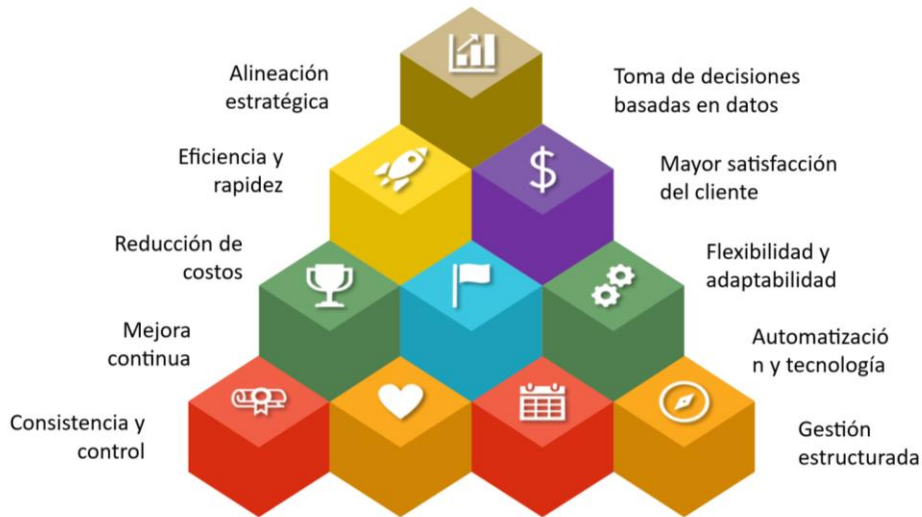 Alineación
estratégica
Toma de decisiones
basadas en datos
Eficiencia y
rapidez
Mayor satisfacción
del cliente
Reducción de
costos
Flexibilidad y
adaptabilidad
Mejora
continua
Automatizació
n y tecnología
Consistencia y
control
Gestión
estructurada
$